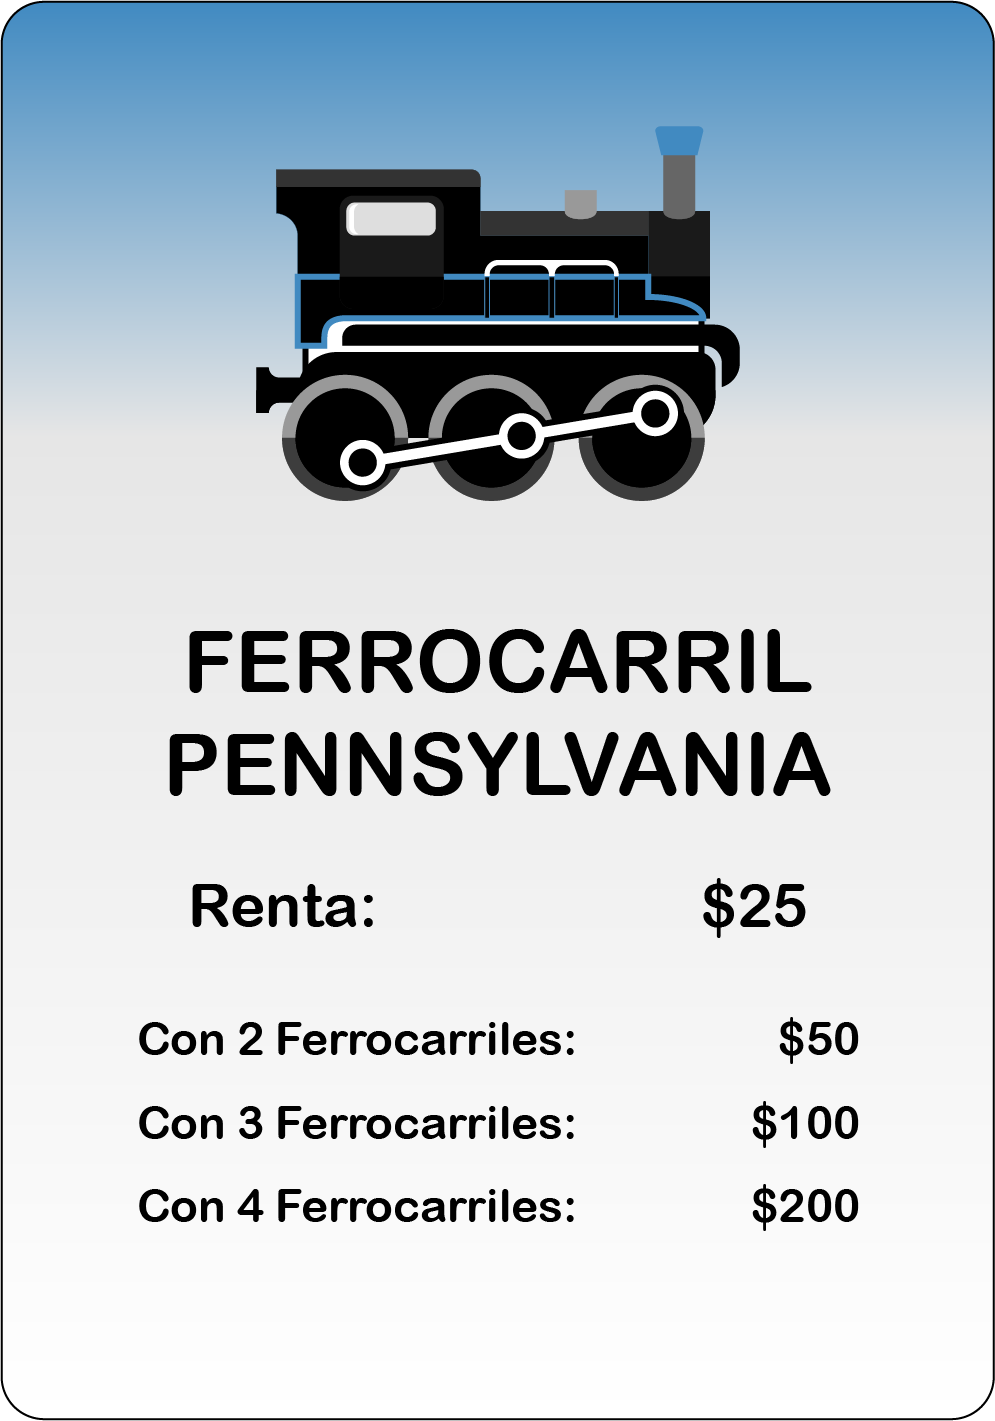 FERROCARRIL
PENNSYLVANIA
Renta: $25
Con 2 Ferrocarriles: $50
Con 3 Ferrocarriles: $100
Con 4 Ferrocarriles: $200